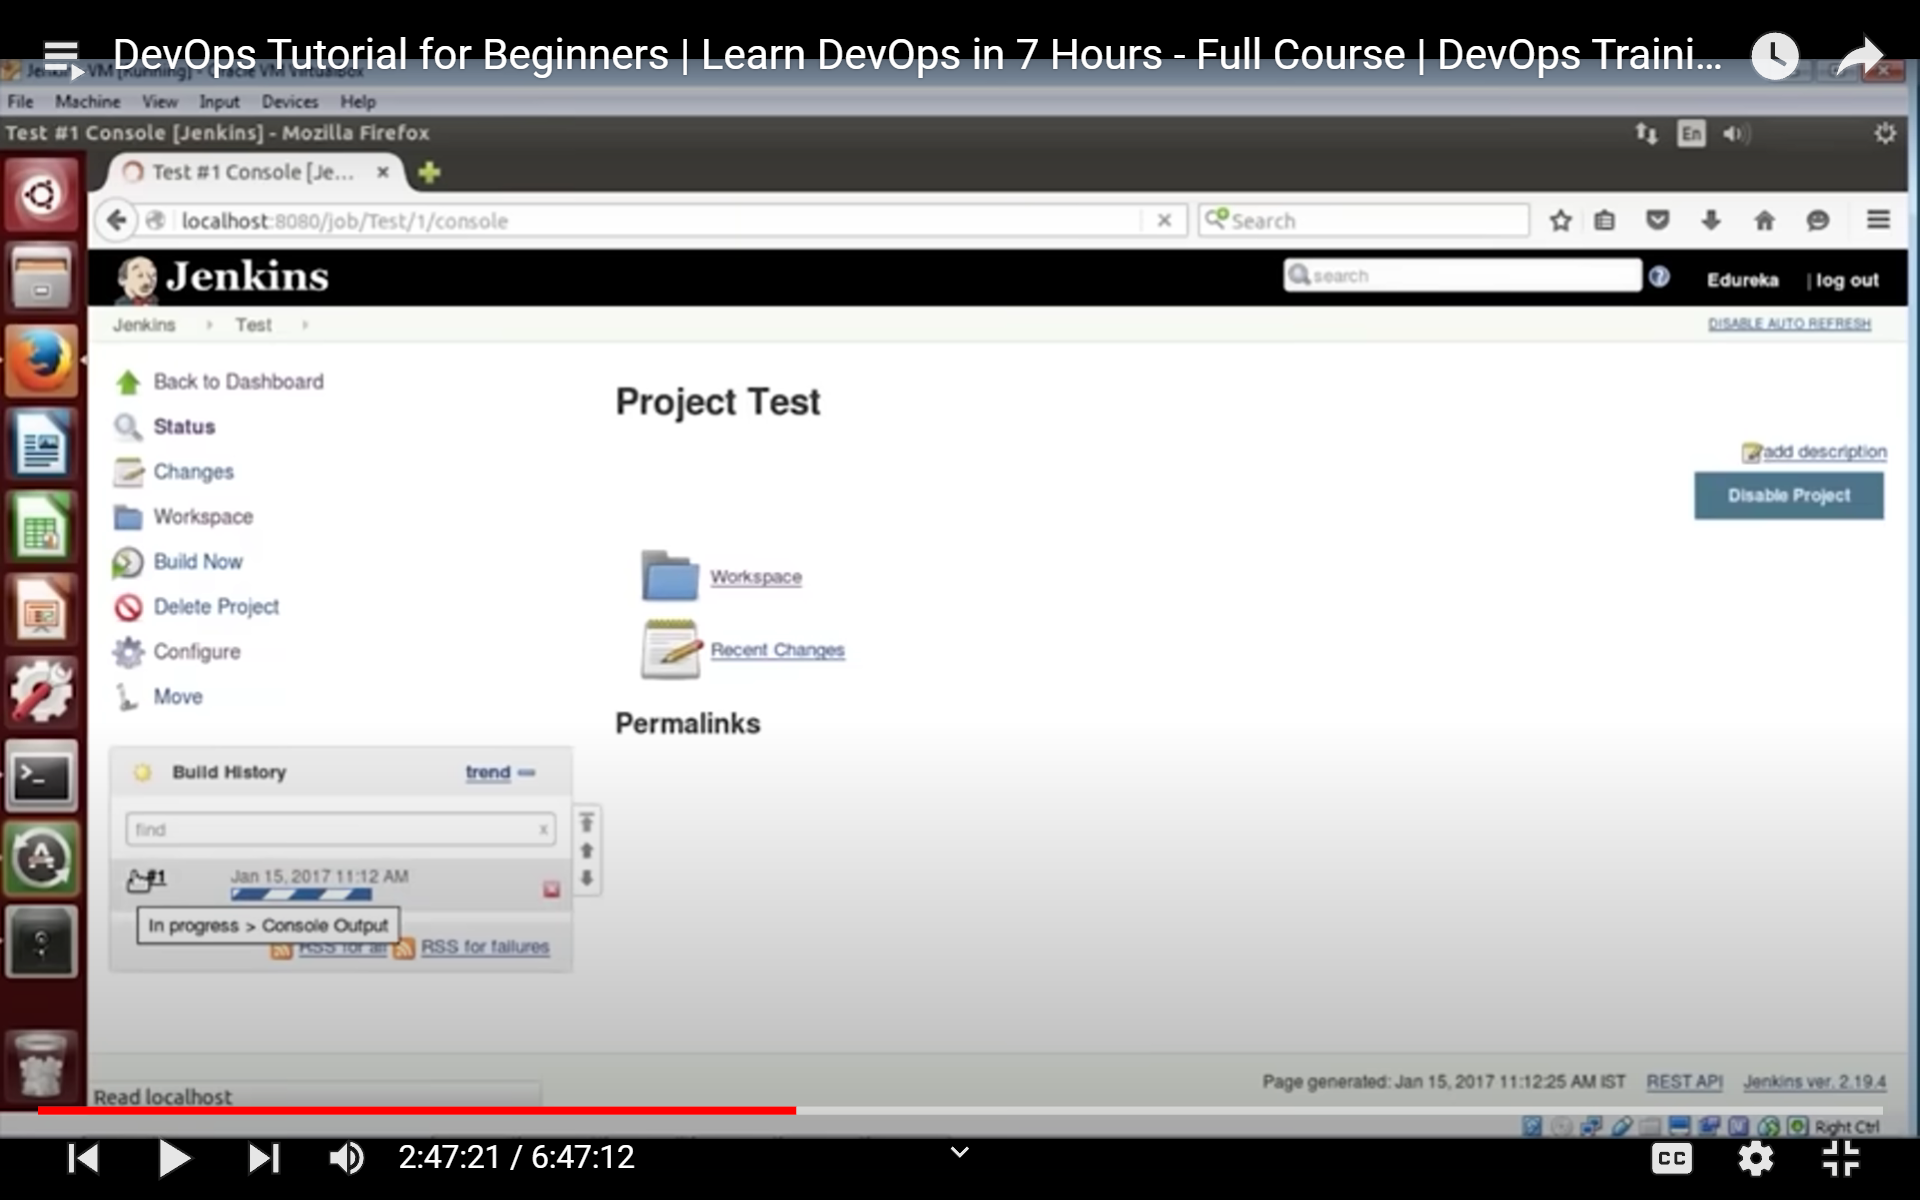 DevOps Tutorial for Beginners | Learn DevOps in 7 Hours - Full Course | DevOps Traini...
File Machine View Input Devices Help
Test #1 Console [Jenkins] - Mozilla Firefox
En
Test #1 Console [Je...
localhost:8080/job/Test/1/console
Search
Jenkins
search
Edureka
| log out
Jenkins
Test
DISABLE AUTO REFRESH
Back to Dashboard
Status
Changes
Workspace
Build Now
Delete Project
Configure
Move
Project Test
add description
Disable Project
Workspace
Recent Changes
Permalinks
Build History
trend
find
x
#1
Jan 15, 2017 11:12 AM
In progress > Console Output
RSS for all
RSS for failures
Page generated: Jan 15, 2017 11:12:25 AM IST
REST API
Jenkins ver. 2.19.4
Read localhost
Right Ctrl
2:47:21 / 6:47:12
CC